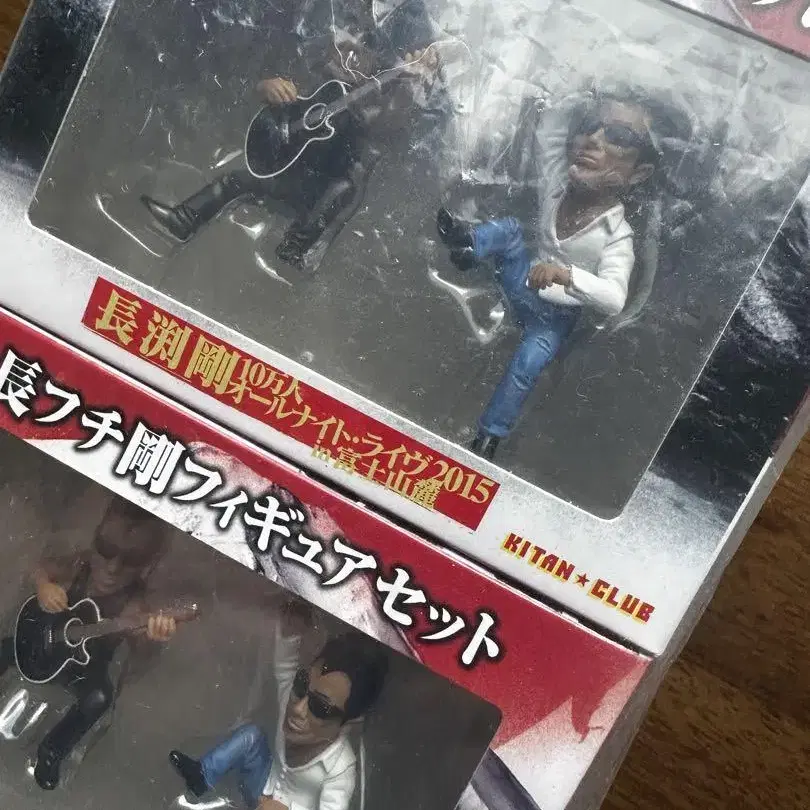 長渕剛
10万人
オールナイト・ライヴ2015
in 富士山麓
KITAN★CLUB
長フチ剛フィギュアセット